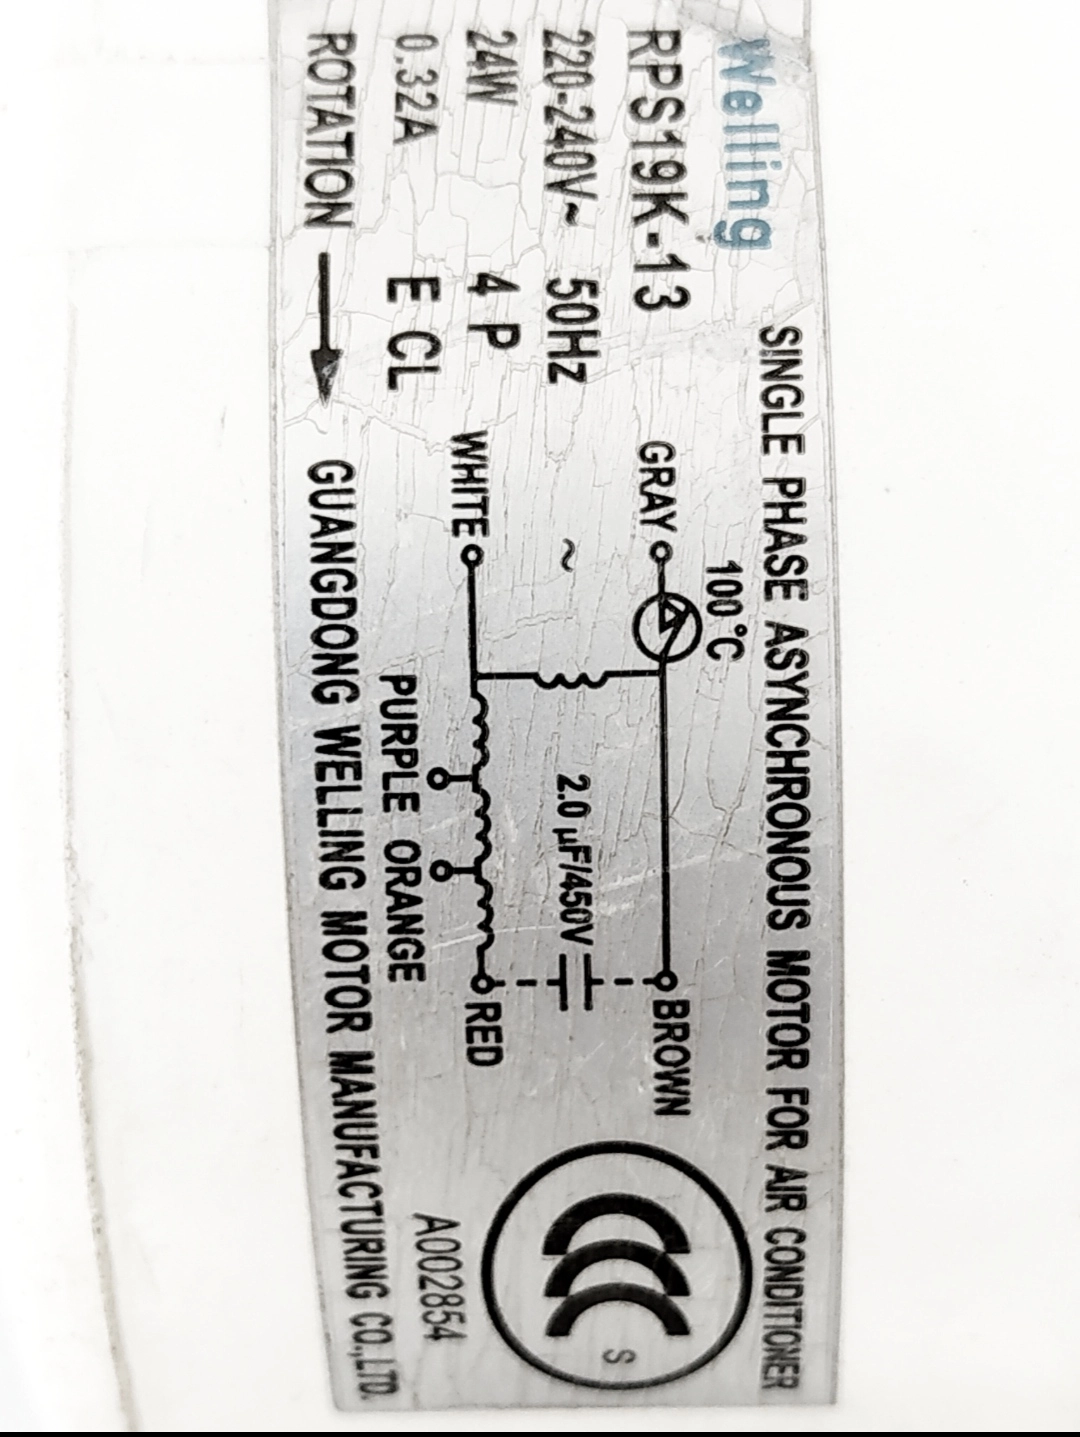 Welling
SINGLE PHASE ASYNCHRONOUS MOTOR FOR AIR CONDITIONER
RPS19K-13
220-240V~ 50Hz
24W 4 P
0.32A E CL
ROTATION
100°C
GRAY
BROWN
~
2.0 µF/450V
WHITE
RED
PURPLE ORANGE
S
A002854
GUANGDONG WELLING MOTOR MANUFACTURING CO.,LTD.